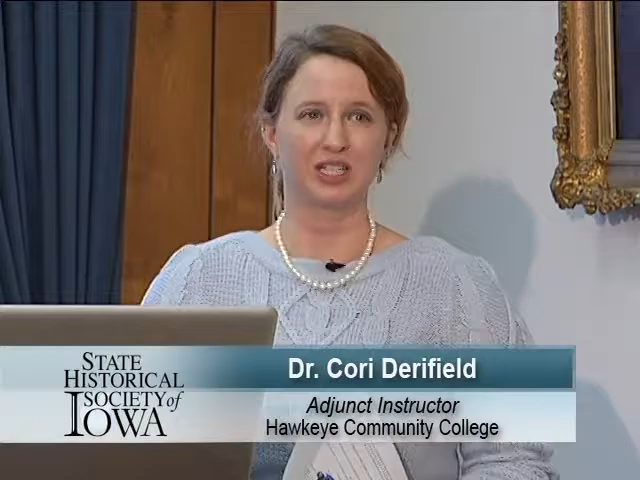 STATE
HISTORICAL
SOCIETY of
IOWA
Dr. Cori Derifield
Adjunct Instructor
Hawkeye Community College